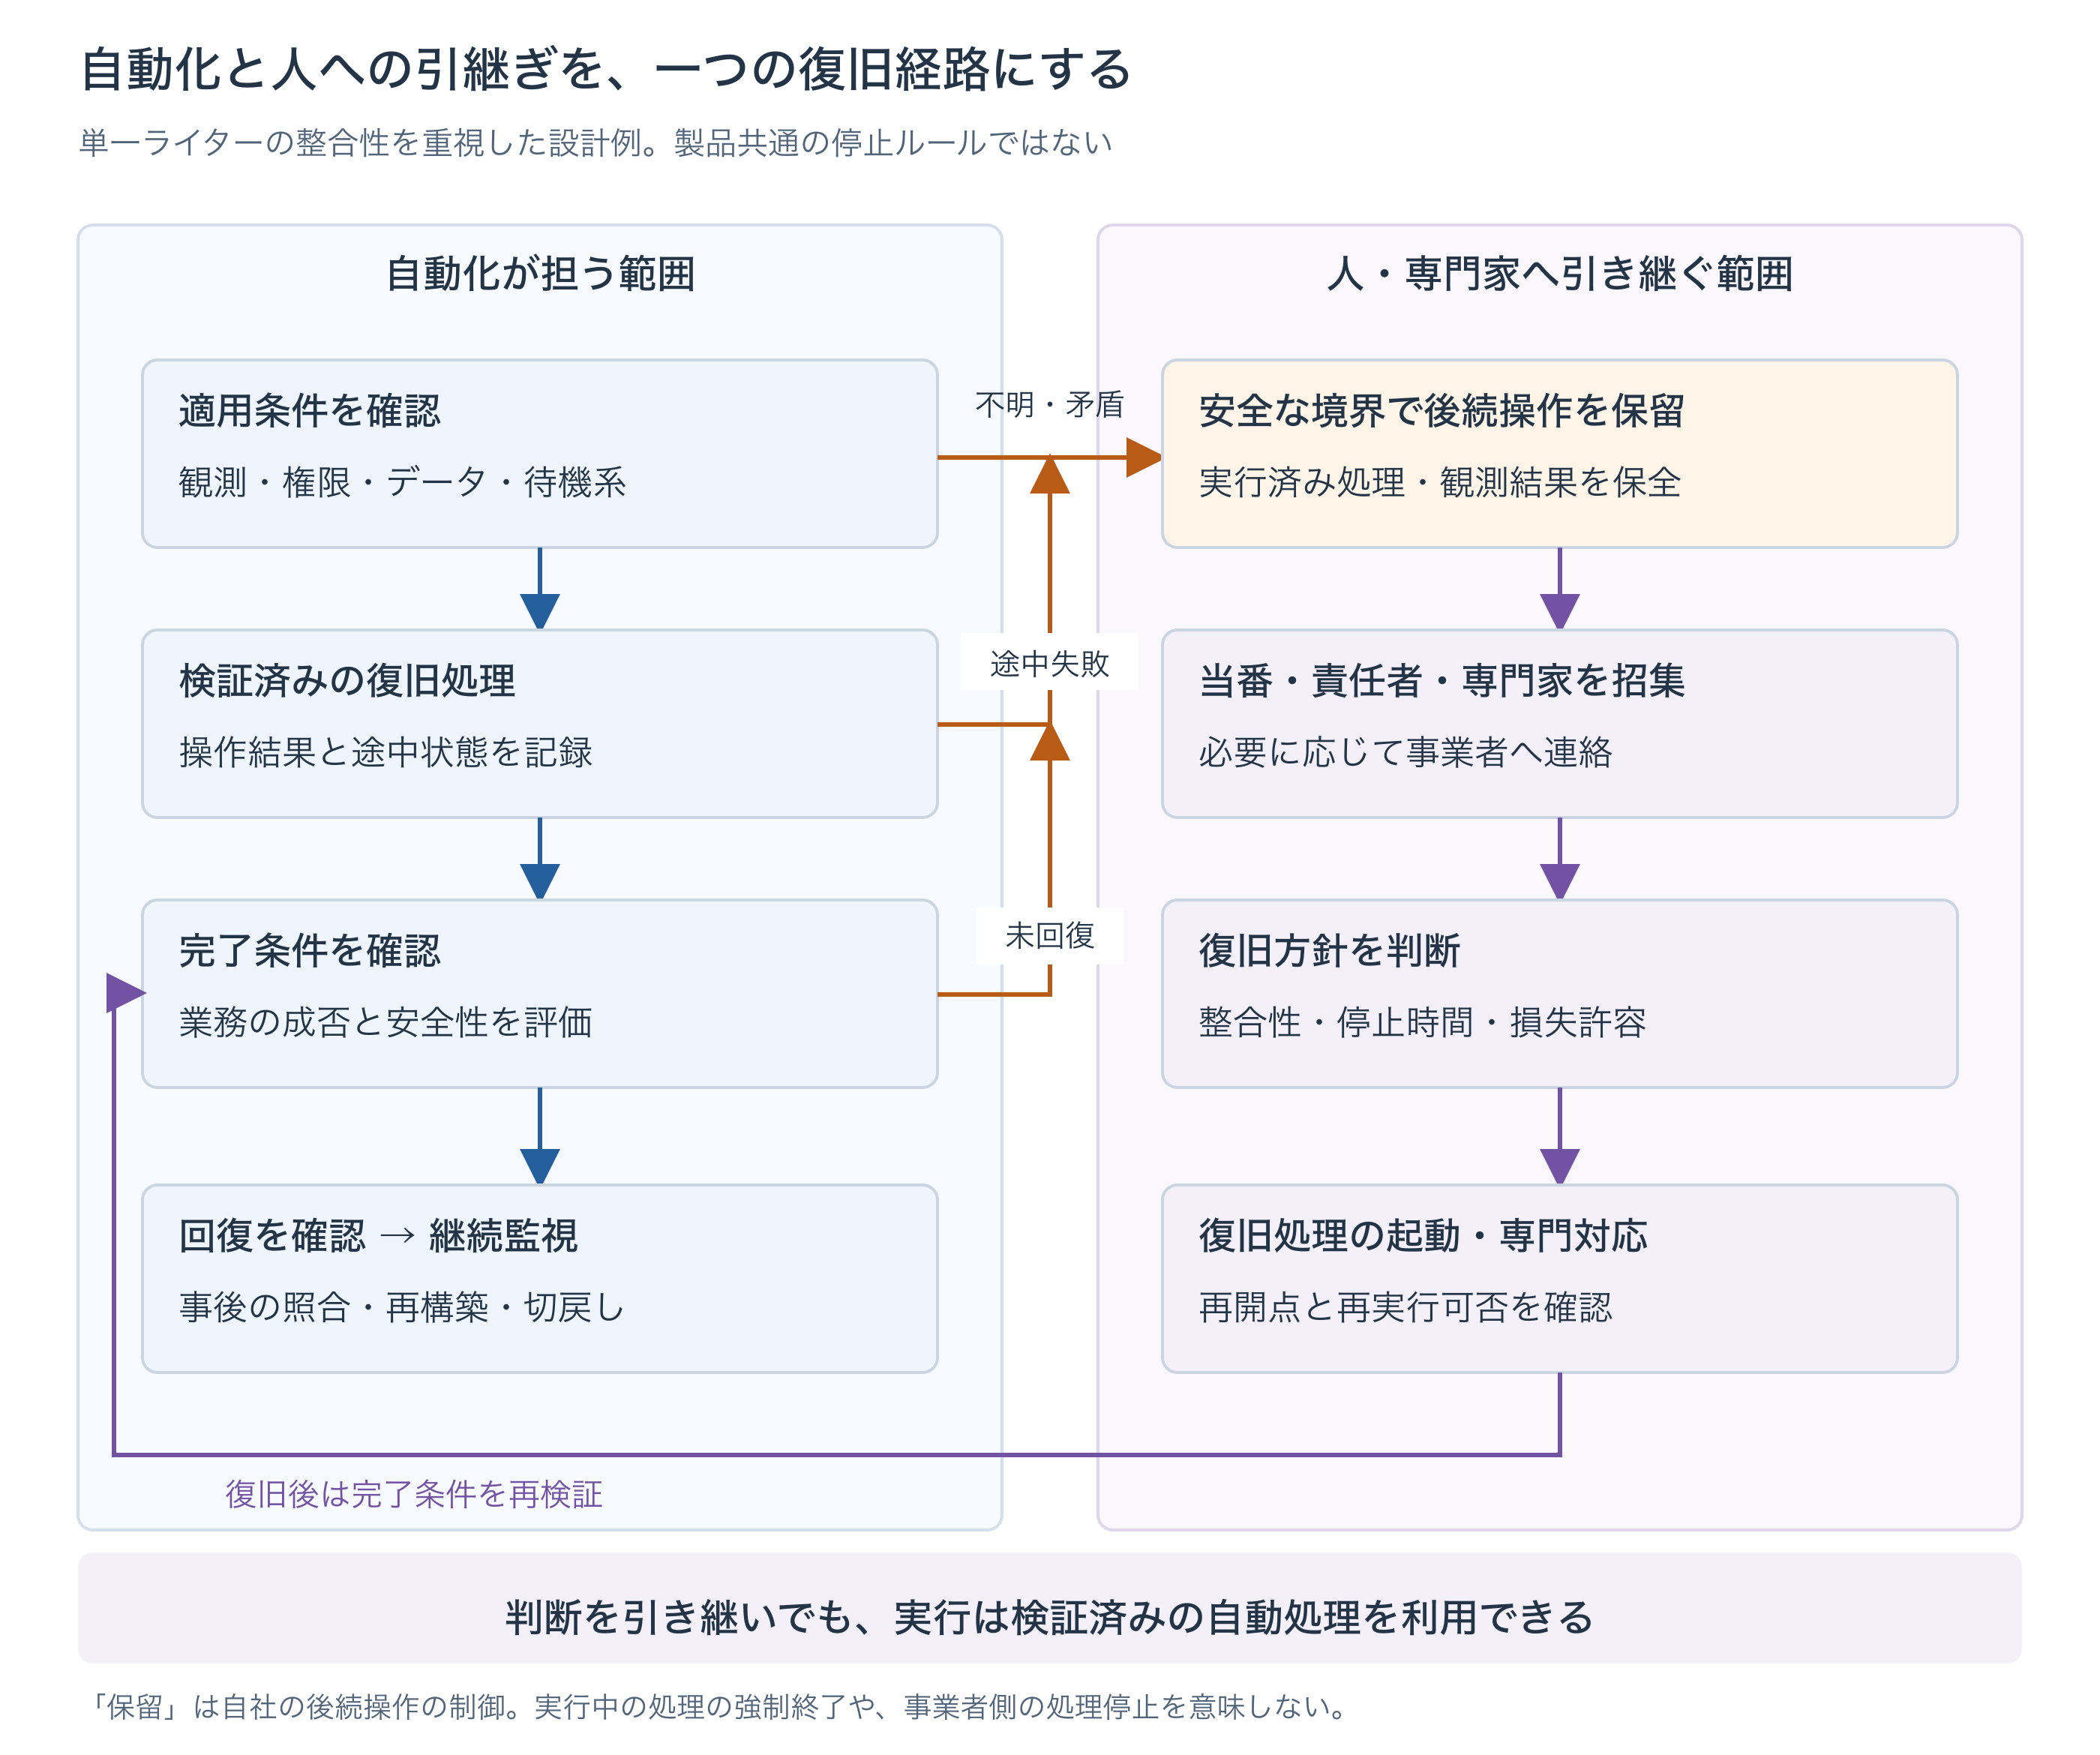 自動化と人への引継ぎを、一つの復旧経路にする
単一ライターの整合性を重視した設計例。製品共通の停止ルールではない
自動化が担う範囲
適用条件を確認
観測・権限・データ・待機系
検証済みの復旧処理
操作結果と途中状態を記録
完了条件を確認
業務の成否と安全性を評価
回復を確認 → 継続監視
事後の照合・再構築・切戻し
復旧後は完了条件を再検証
不明・矛盾
途中失敗
未回復
人・専門家へ引き継ぐ範囲
安全な境界で後続操作を保留
実行済み処理・観測結果を保全
当番・責任者・専門家を招集
必要に応じて事業者へ連絡
復旧方針を判断
整合性・停止時間・損失許容
復旧処理の起動・専門対応
再開点と再実行可否を確認
判断を引き継いでも、実行は検証済みの自動処理を利用できる
「保留」は自社の後続操作の制御。実行中の処理の強制終了や、事業者側の処理停止を意味しない。